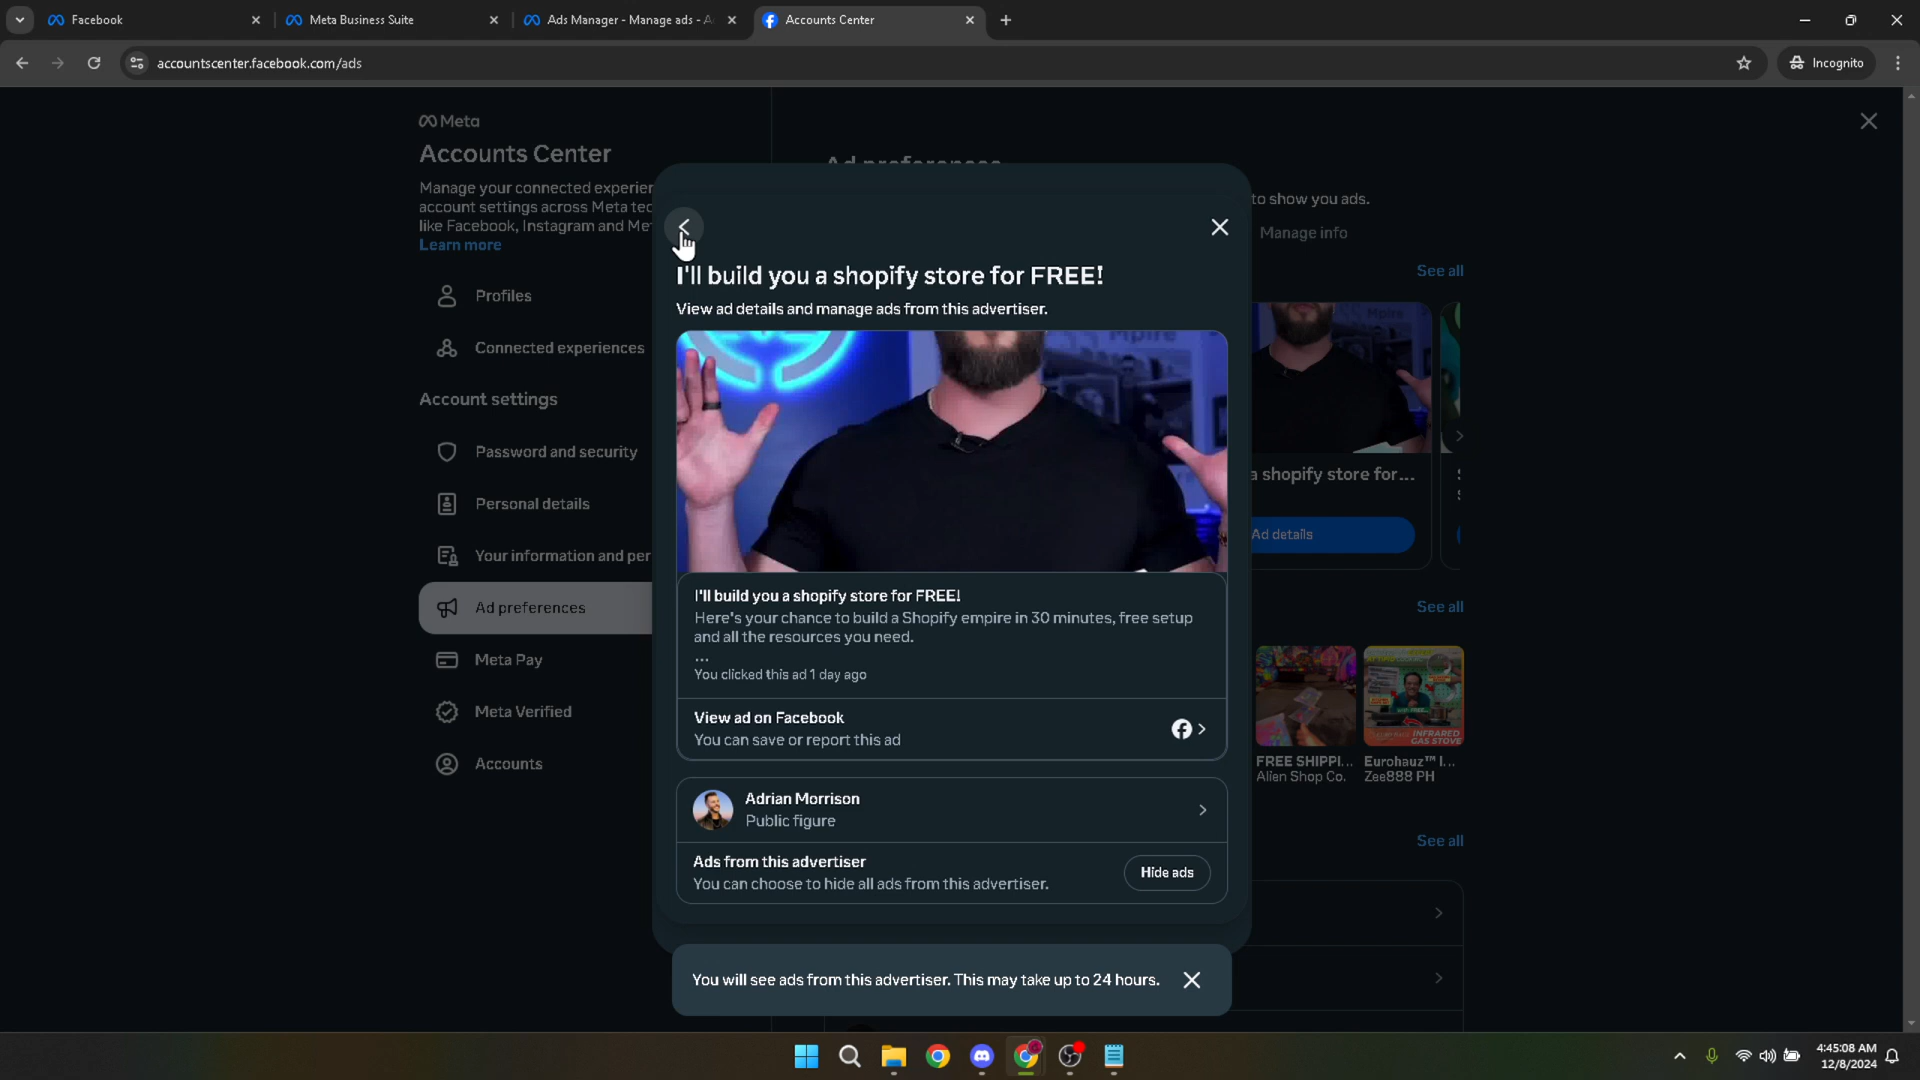 Facebook
Meta Business Suite
Ads Manager - Manage ads - A
Accounts Center
accountscenter.facebook.com/ads
Incognito
Meta
Accounts Center
Manage your connected
account settings across Meta
like Facebook, Instagram and
Learn more
Profiles
Connected experiences
Account settings
Password and security
Personal details
Your information and
Ad preferences
Meta Pay
Meta Verified
Accounts
Ad preferences
to show you ads.
Manage info
See all
I'll build you a shopify store for FREE!
View ad details and manage ads from this advertiser.
I'll build you a shopify store for FREE!
Here's your chance to build a Shopify empire in 30 minutes, free setup
and all the resources you need.
...
You clicked this ad 1 day ago
View ad on Facebook
You can save or report this ad
Adrian Morrison
Public figure
Ads from this advertiser
You can choose to hide all ads from this advertiser.
Hide ads
You will see ads from this advertiser. This may take up to 24 hours.
Mpire
a shopify store for...
Ad details
See all
INFRARED
GAS STOVE
FREE SHIPPI...
Alien Shop Co.
Eurohauz™ I...
Zee888 PH
See all
4:45:08 AM
12/8/2024